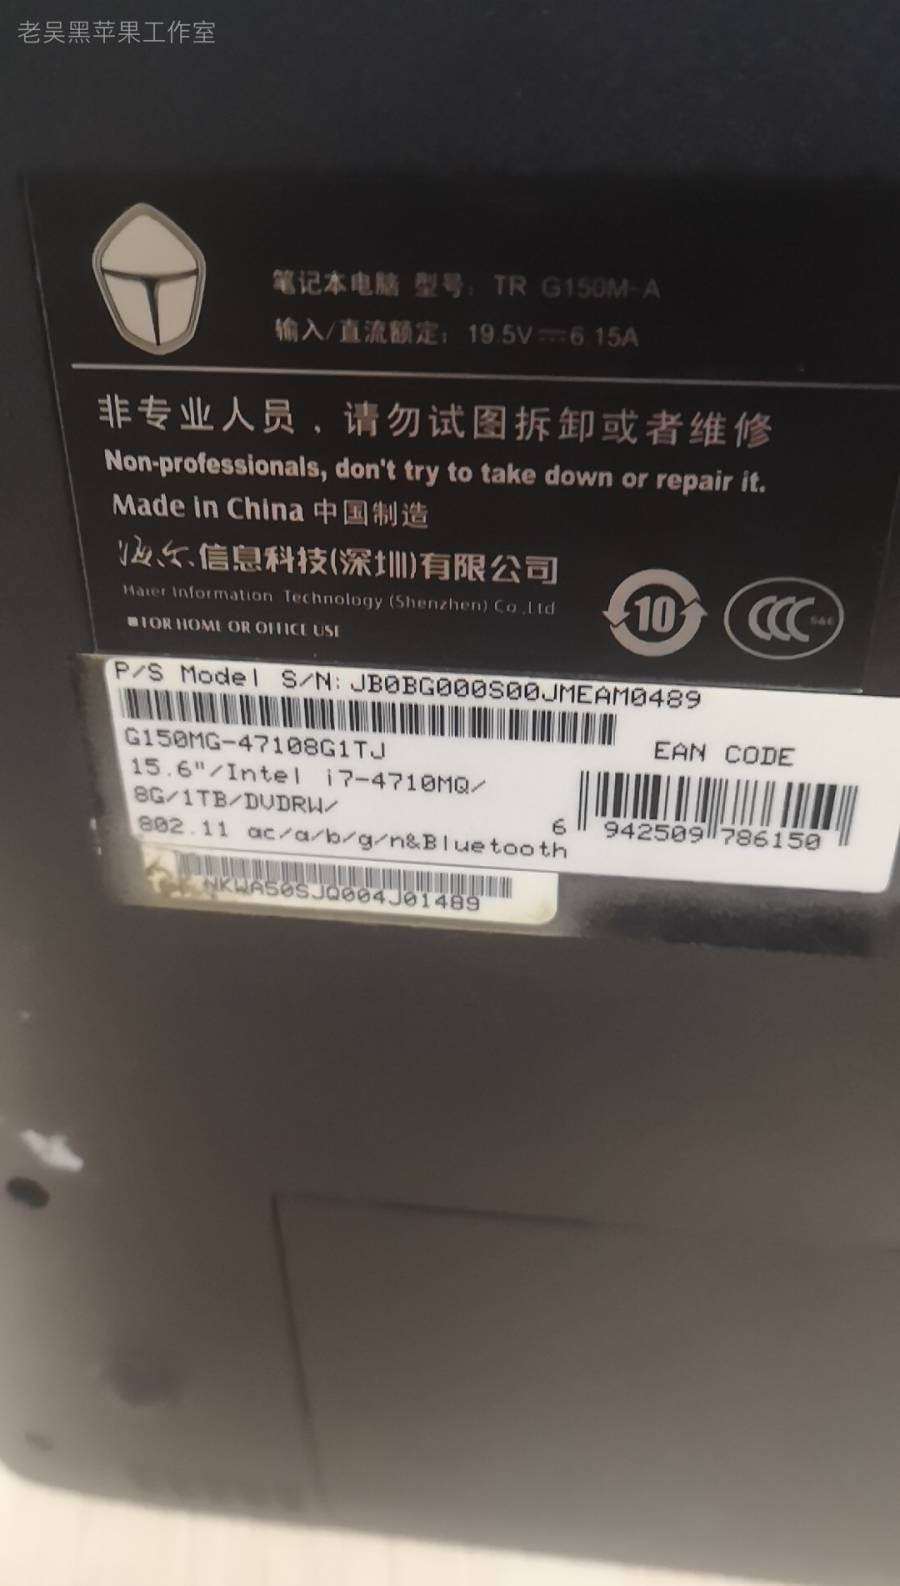 老吴黑苹果工作室
笔记本电脑 型号: TR G150M-A
输入/直流额定: 19.5V⎓6.15A
非专业人员，请勿试图拆卸或者维修
Non-professionals, don't try to take down or repair it.
Made in China 中国制造
海尔信息科技(深圳)有限公司
Haier Information Technology (Shenzhen) Co.,Ltd
■FOR HOME OR OFFICE USE
10
CCC S&E
P/S Model S/N: JB0BG000S00JMEAM0489
G150MG-47108G1TJ
15.6"/Intel i7-4710MQ/
8G/1TB/DVDRW/
802.11 ac/a/b/g/n&Bluetooth
EAN CODE
6 942509 786150
NKWA50SJQ004J01489